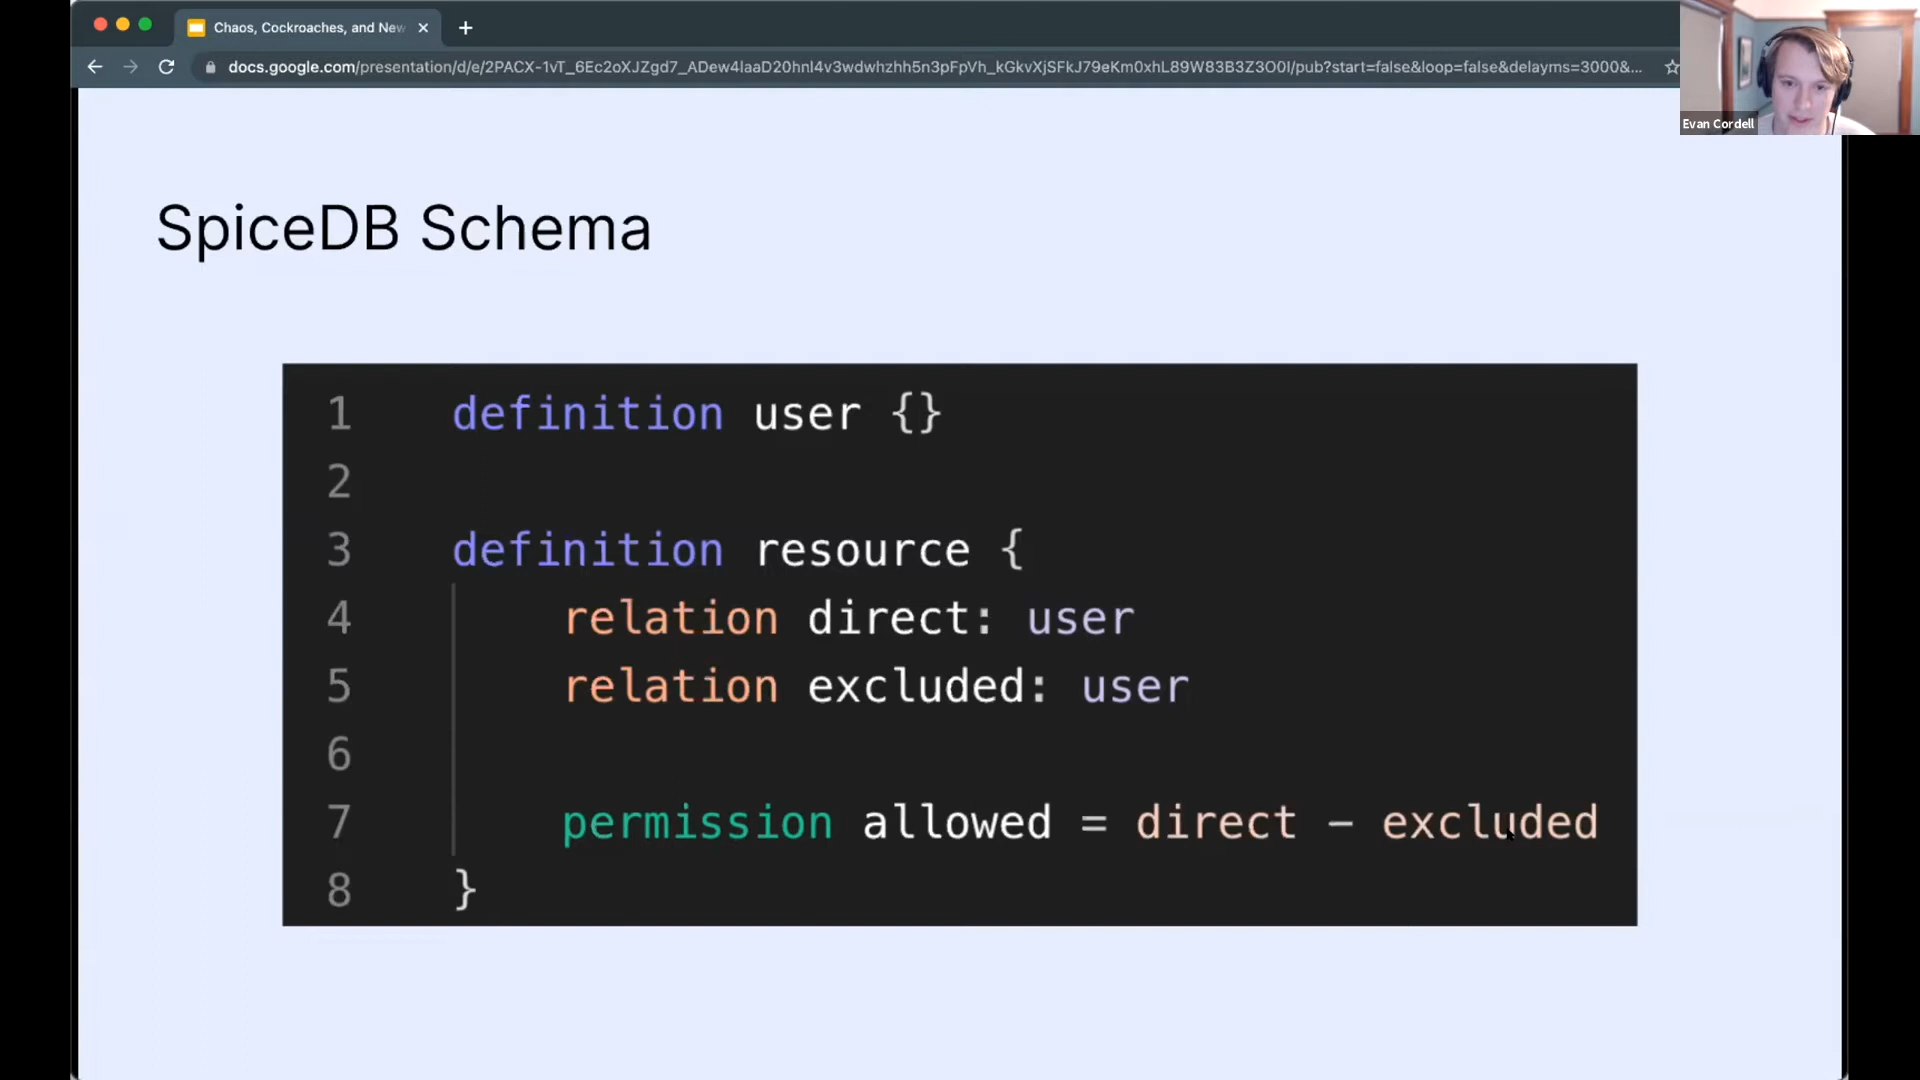 Chaos, Cockroaches, and New
docs.google.com/presentation/d/e/2PACX-1vT_6Ec2oXJZgd7_ADew4laaD20hnl4v3wdwhzhh5n3pFpVh_kGkvXjSFkJ79eKm0xhL89W83B3Z3O0I/pub?start=false&loop=false&delayms=3000&...
Evan Cordell
SpiceDB Schema
1 definition user {}
2
3 definition resource {
4 relation direct: user
5 relation excluded: user
6
7 permission allowed = direct - excluded
8 }